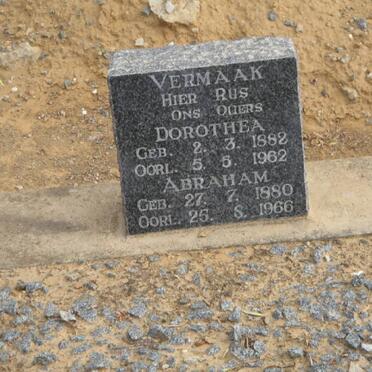 VERMAAK
HIER RUS
ONS OUERS
DOROTHEA
GEB. 2. 3. 1882
OORL. 5. 5. 1962
ABRAHAM
GEB. 27. 7. 1980
OORL. 25. 8. 1966